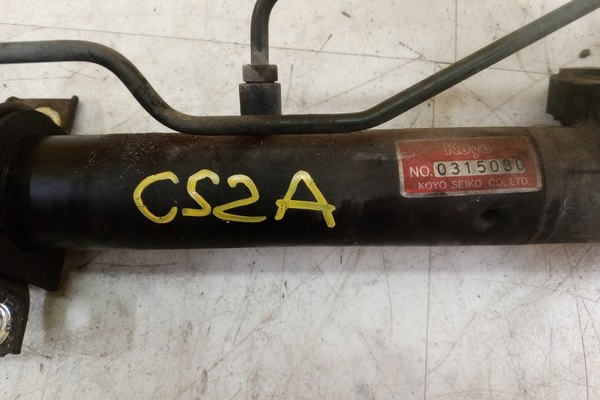 CS2A
Koyo
NO. 0315030
KOYO SEIKO CO., LTD